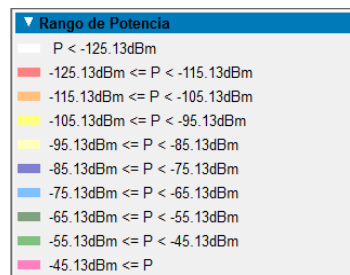 ▼ Rango de Potencia
P < -125.13dBm
-125.13dBm <= P < -115.13dBm
-115.13dBm <= P < -105.13dBm
-105.13dBm <= P < -95.13dBm
-95.13dBm <= P < -85.13dBm
-85.13dBm <= P < -75.13dBm
-75.13dBm <= P < -65.13dBm
-65.13dBm <= P < -55.13dBm
-55.13dBm <= P < -45.13dBm
-45.13dBm <= P